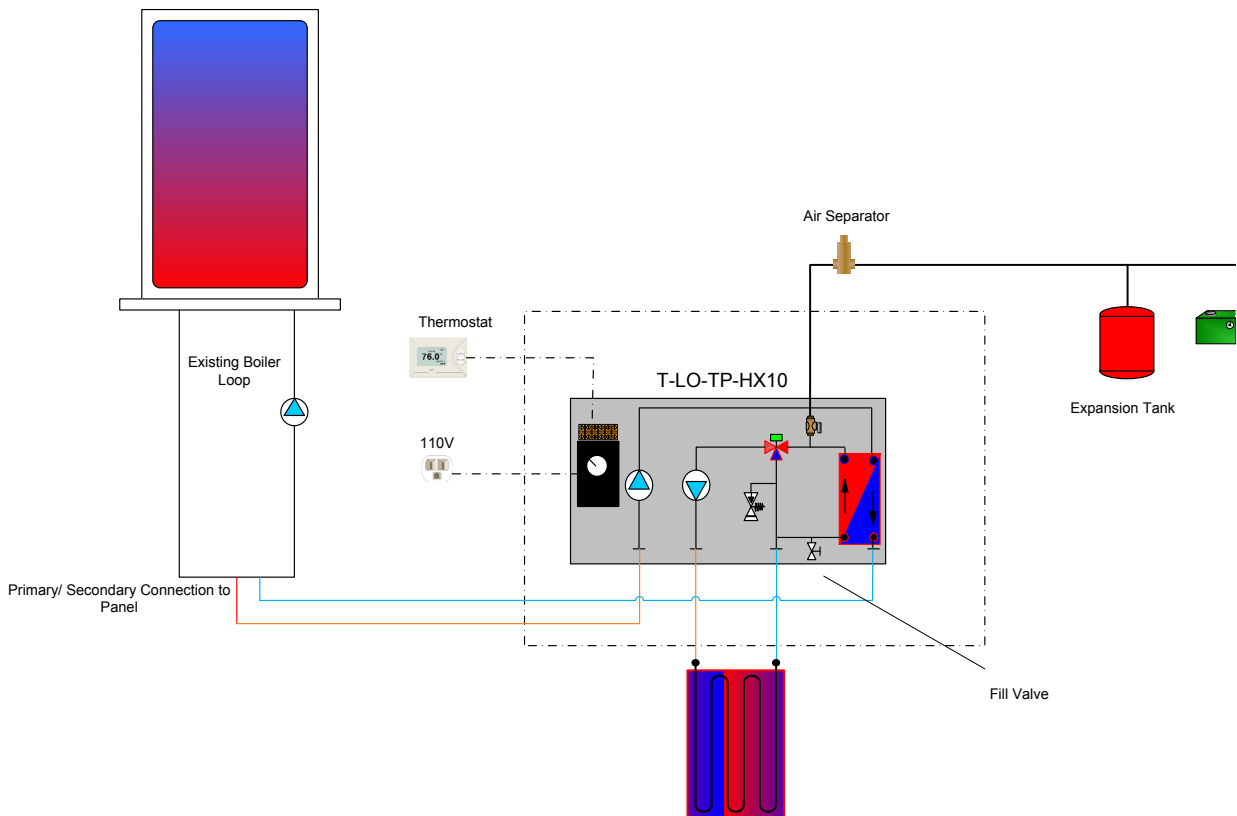 Air Separator
Thermostat
76.0°
Existing Boiler
Loop
T-LO-TP-HX10
Expansion Tank
110V
Primary/ Secondary Connection to
Panel
Fill Valve